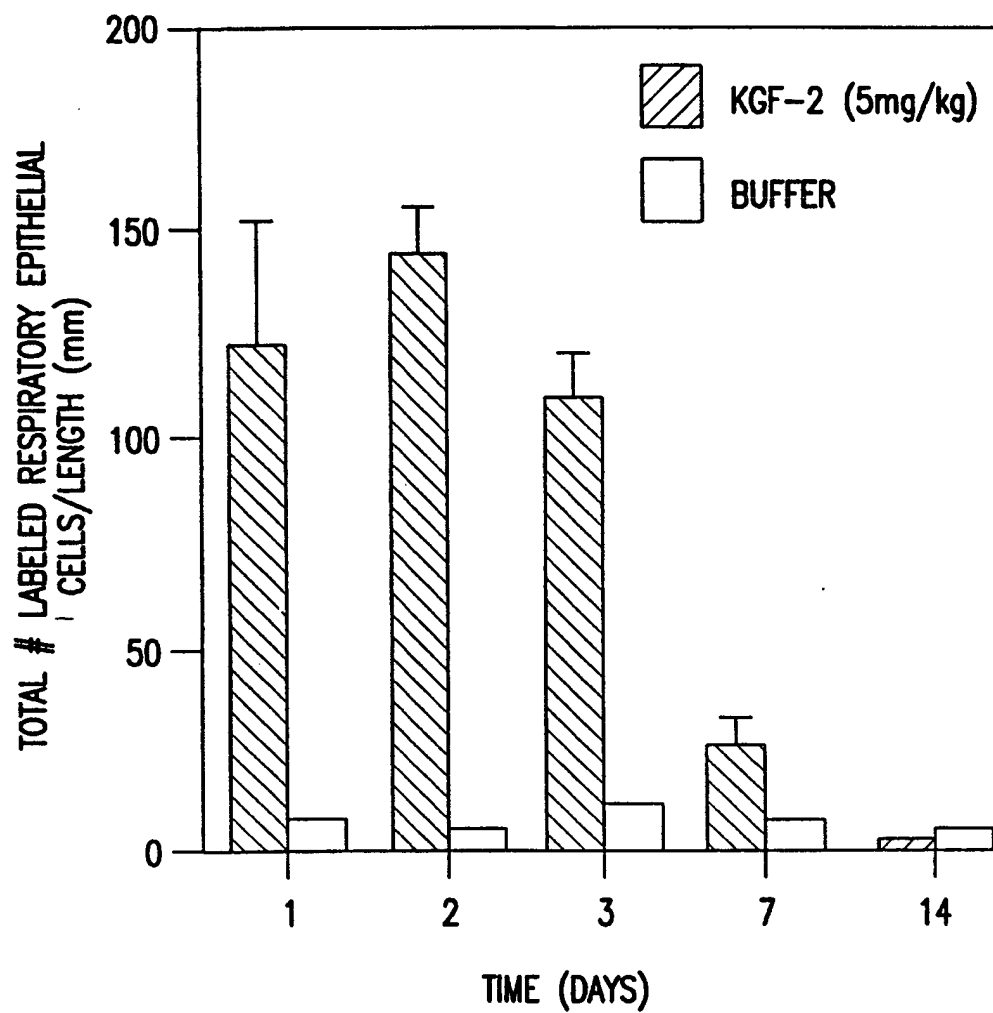 200
150
100
50
0
TOTAL # LABELED RESPIRATORY EPITHELIAL
CELLS/LENGTH (mm)
KGF-2 (5mg/kg)
BUFFER
1 2 3 7 14
TIME (DAYS)